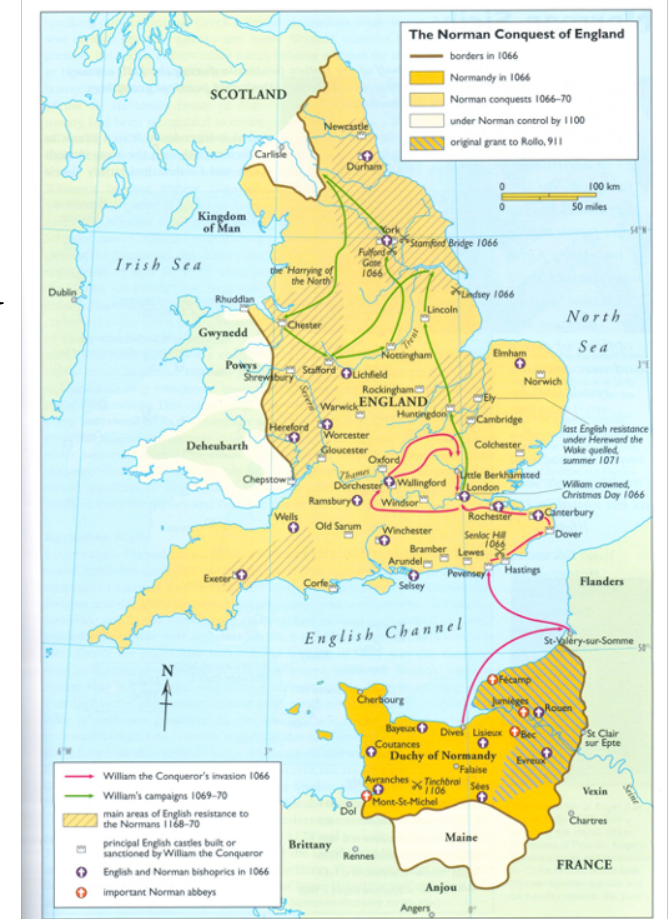 The Norman Conquest of England
borders in 1066
Normandy in 1066
Norman conquests 1066–70
under Norman control by 1100
original grant to Rollo, 911
0 100 km
0 50 miles
SCOTLAND
Newcastle
Carlisle
Durham
Kingdom
of Man
54°N
York
Stamford Bridge 1066
Fulford
Gate
1066
Irish Sea
the 'Harrying of
the North'
Dublin
Lindsey 1066
Rhuddlan
Lincoln
North
Sea
Chester
Gwynedd
Trent
Nottingham
Elmham
3°E
Powys
Stafford
Lichfield
Shrewsbury
Norwich
Rockingham
ENGLAND
Ely
Severn
Warwick
Huntingdon
Cambridge
Hereford
Worcester
last English resistance
under Hereward the
Wake quelled,
summer 1071
Deheubarth
Gloucester
Colchester
Oxford
Chepstow
Thames
Little Berkhamsted
Dorchester
Wallingford
London
William crowned,
Christmas Day 1066
Ramsbury
Windsor
Rochester
Canterbury
Wells
Old Sarum
Winchester
Senlac Hill
1066
Dover
Bramber
Lewes
Arundel
Hastings
Pevensey
Exeter
Corfe
Selsey
Flanders
English Channel
St-Valéry-sur-Somme
50°
N
Fécamp
Cherbourg
Jumièges
Rouen
Bayeux
Dives
Lisieux
Bec
St Clair
sur Epte
Coutances
Duchy of Normandy
Evreux
Falaise
6°W
3°
Avranches
Tinchbrai
1106
Sées
Vexin
Seine
Mont-St-Michel
Dol
Chartres
Maine
Brittany
Rennes
FRANCE
Anjou
Angers
0°
William the Conqueror's invasion 1066
William's campaigns 1069–70
main areas of English resistance to
the Normans 1168–70
principal English castles built or
sanctioned by William the Conqueror
English and Norman bishoprics in 1066
important Norman abbeys